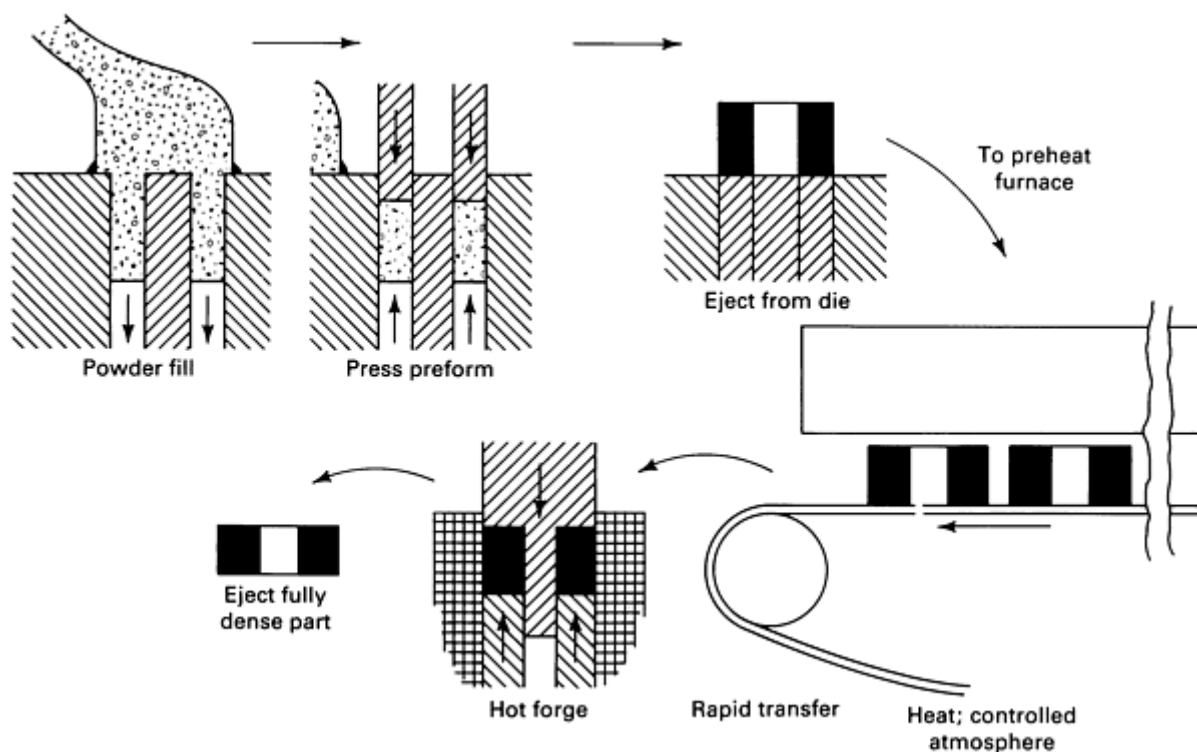 Powder fill
Press preform
Eject from die
To preheat
furnace
Heat; controlled
atmosphere
Rapid transfer
Hot forge
Eject fully
dense part